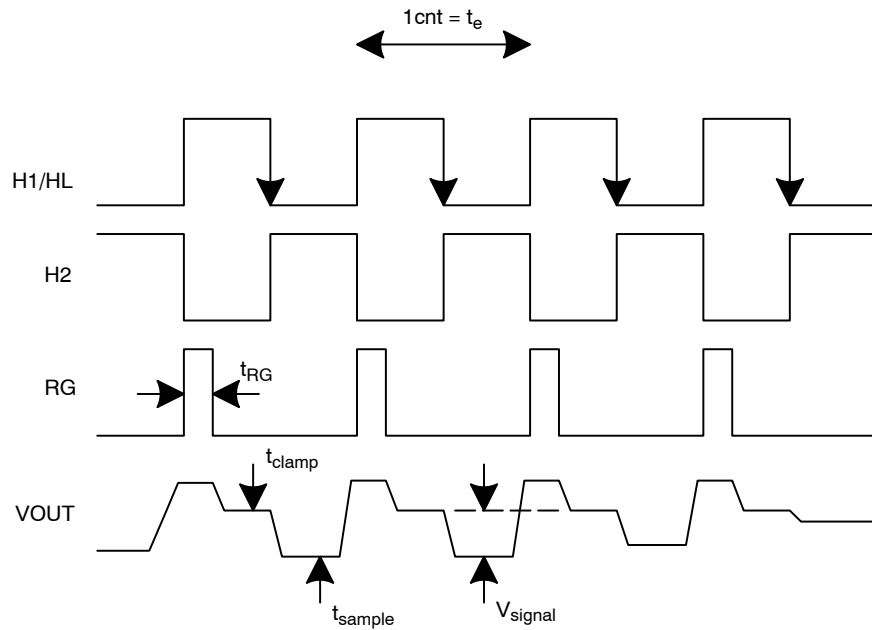 1cnt = te
H1/HL
H2
RG
tRG
tclamp
VOUT
tsample
Vsignal